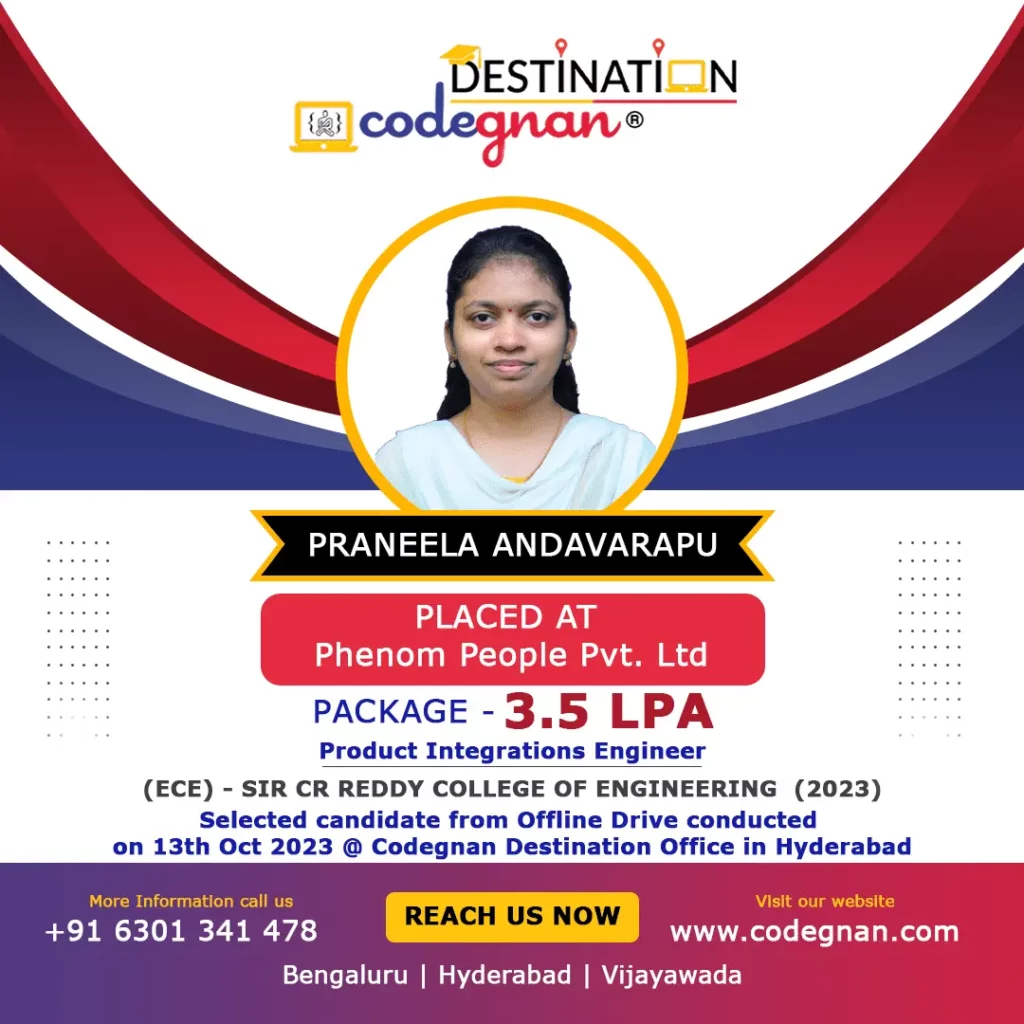 DESTINATION
codegnan®
PRANEELA ANDAVARAPU
PLACED AT
Phenom People Pvt. Ltd
PACKAGE - 3.5 LPA
Product Integrations Engineer
(ECE) - SIR CR REDDY COLLEGE OF ENGINEERING (2023)
Selected candidate from Offline Drive conducted
on 13th Oct 2023 @ Codegnan Destination Office in Hyderabad
More Information call us
+91 6301 341 478
REACH US NOW
Visit our website
www.codegnan.com
Bengaluru | Hyderabad | Vijayawada